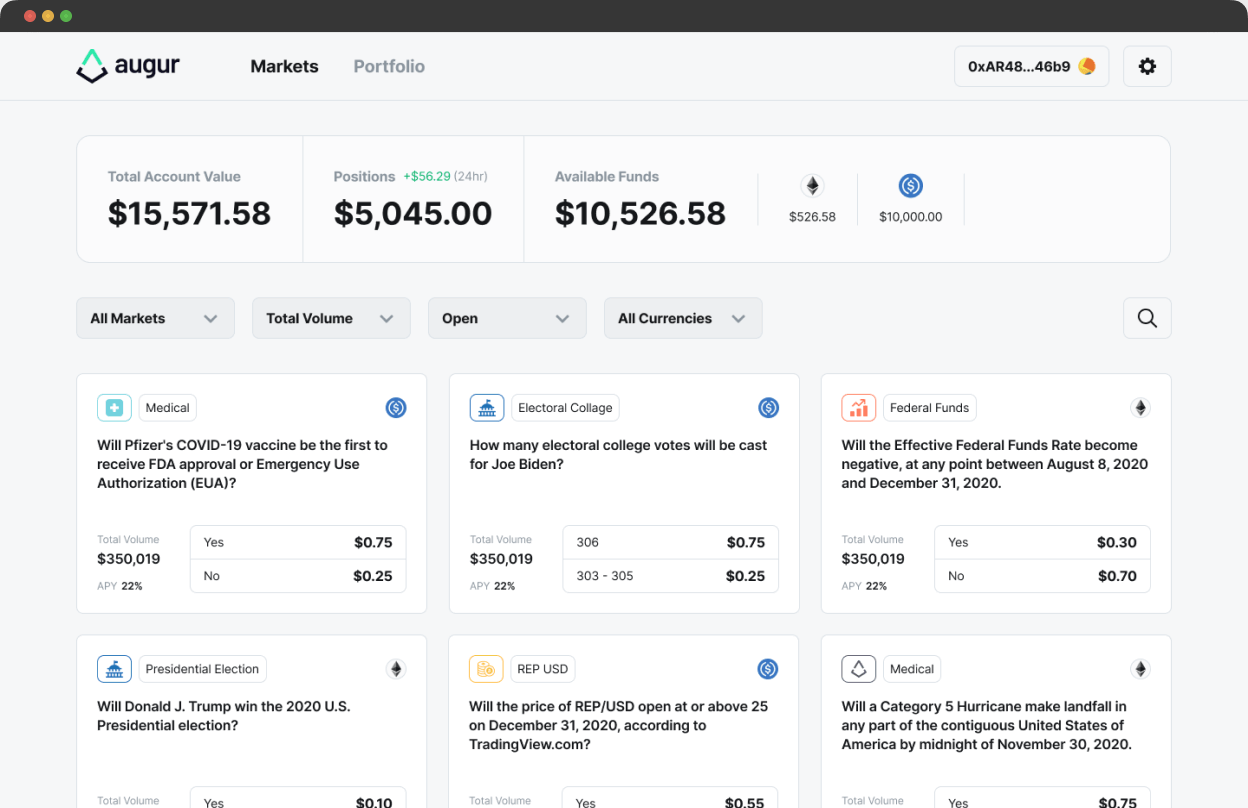 augur
Markets
Portfolio
0xAR48...46b9
Total Account Value
$15,571.58
Positions +$56.29 (24hr)
$5,045.00
Available Funds
$10,526.58
$526.58
$10,000.00
All Markets
Total Volume
Open
All Currencies
Medical
Will Pfizer's COVID-19 vaccine be the first to
receive FDA approval or Emergency Use
Authorization (EUA)?
Total Volume
$350,019
APY 22%
Yes $0.75
No $0.25
Electoral Collage
How many electoral college votes will be cast
for Joe Biden?
Total Volume
$350,019
APY 22%
306 $0.75
303 - 305 $0.25
Federal Funds
Will the Effective Federal Funds Rate become
negative, at any point between August 8, 2020
and December 31, 2020.
Total Volume
$350,019
APY 22%
Yes $0.30
No $0.70
Presidential Election
Will Donald J. Trump win the 2020 U.S.
Presidential election?
Total Volume
Yes $0.10
REP USD
Will the price of REP/USD open at or above 25
on December 31, 2020, according to
TradingView.com?
Total Volume
Yes $0.55
Medical
Will a Category 5 Hurricane make landfall in
any part of the contiguous United States of
America by midnight of November 30, 2020.
Total Volume
Yes $0.75